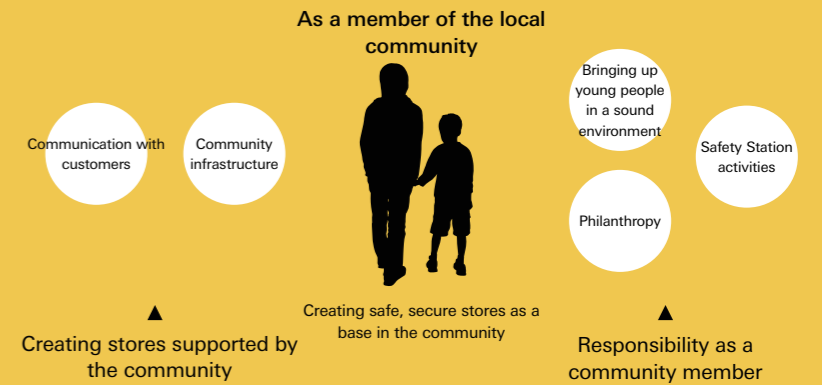 As a member of the local
community
Communication with
customers
Community
infrastructure
Bringing up
young people
in a sound
environment
Safety Station
activities
Philanthropy
Creating safe, secure stores as a
base in the community
▲
Creating stores supported by
the community
▲
Responsibility as a
community member